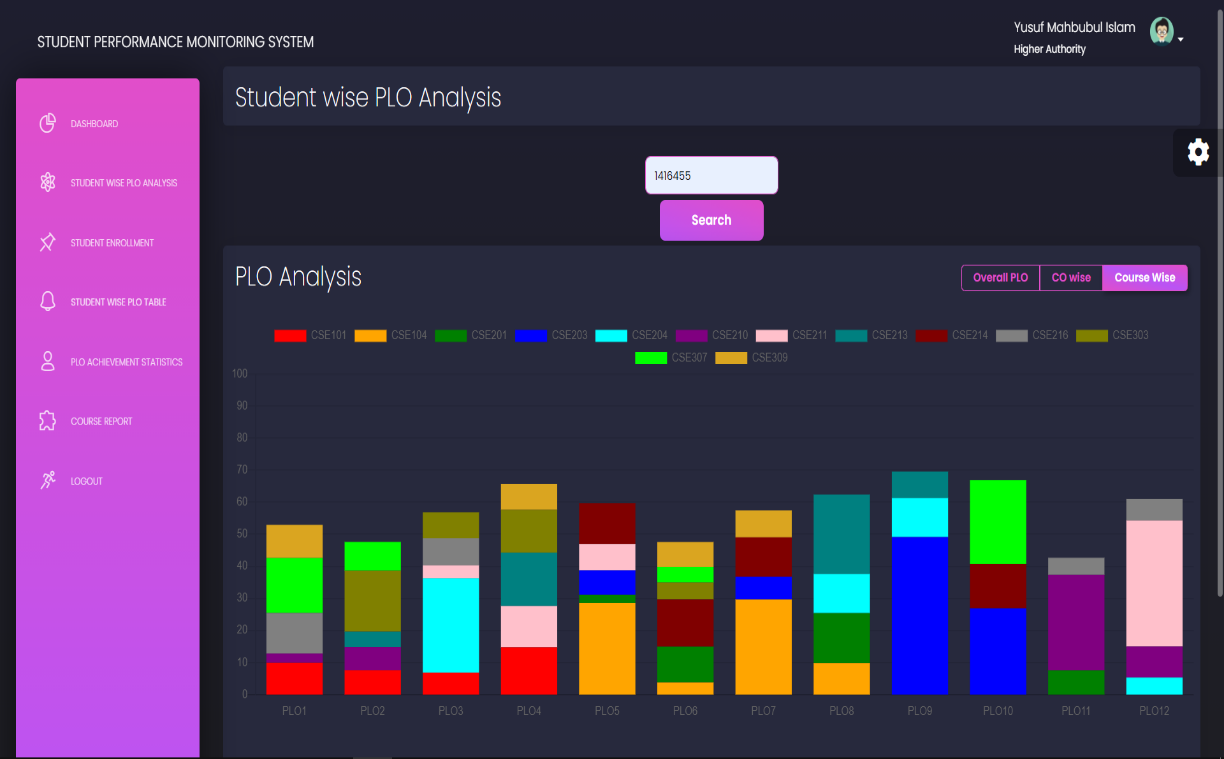 STUDENT PERFORMANCE MONITORING SYSTEM
Yusuf Mahbubul Islam
Higher Authority
DASHBOARD
STUDENT WISE PLO ANALYSIS
STUDENT ENROLLMENT
STUDENT WISE PLO TABLE
PLO ACHIEVEMENT STATISTICS
COURSE REPORT
LOGOUT
Student wise PLO Analysis
1416455
Search
PLO Analysis
Overall PLO CO wise Course Wise
CSE101 CSE104 CSE201 CSE203 CSE204 CSE210 CSE211 CSE213 CSE214 CSE216 CSE303
CSE307 CSE309
100
90
80
70
60
50
40
30
20
10
0
PLO1 PLO2 PLO3 PLO4 PLO5 PLO6 PLO7 PLO8 PLO9 PLO10 PLO11 PLO12